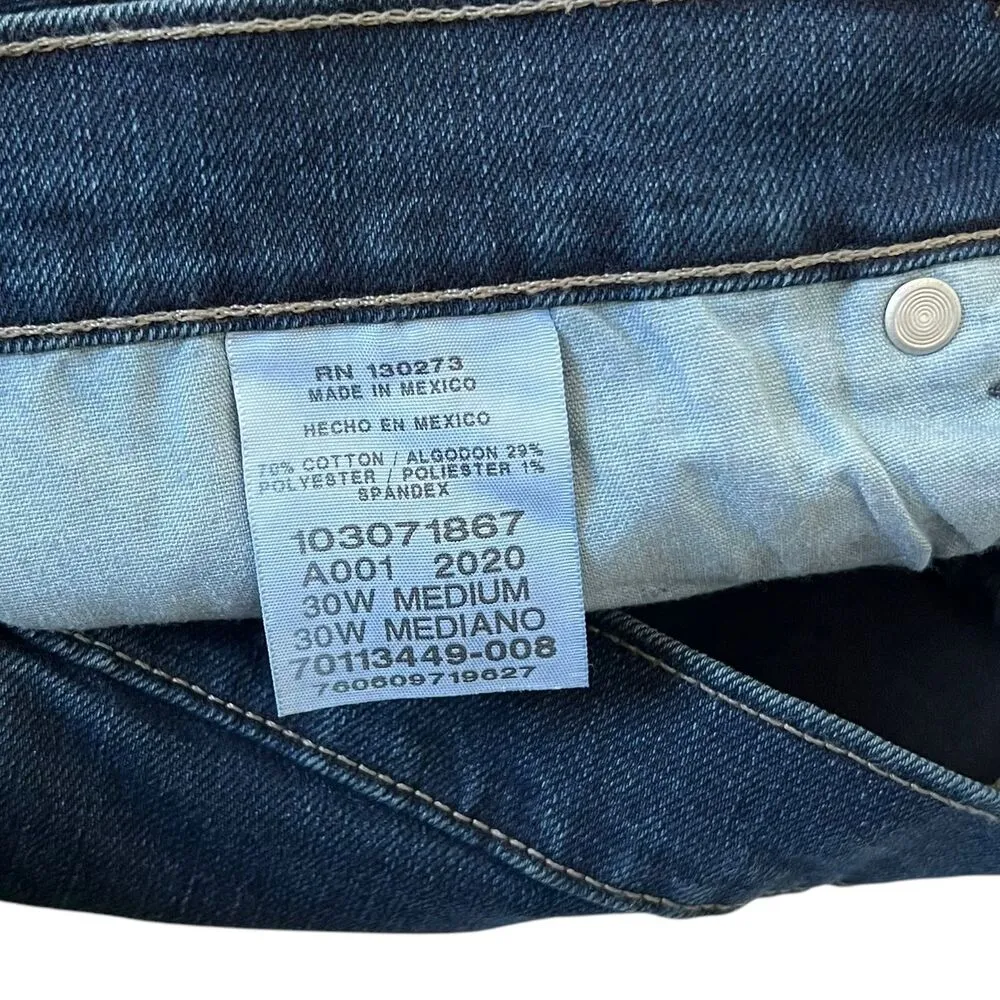 RN 130273
MADE IN MEXICO
HECHO EN MEXICO
70% COTTON / ALGODON 29%
POLYESTER / POLIESTER 1%
SPANDEX
103071867
A001 2020
30W MEDIUM
30W MEDIANO
70113449-008
760609719627